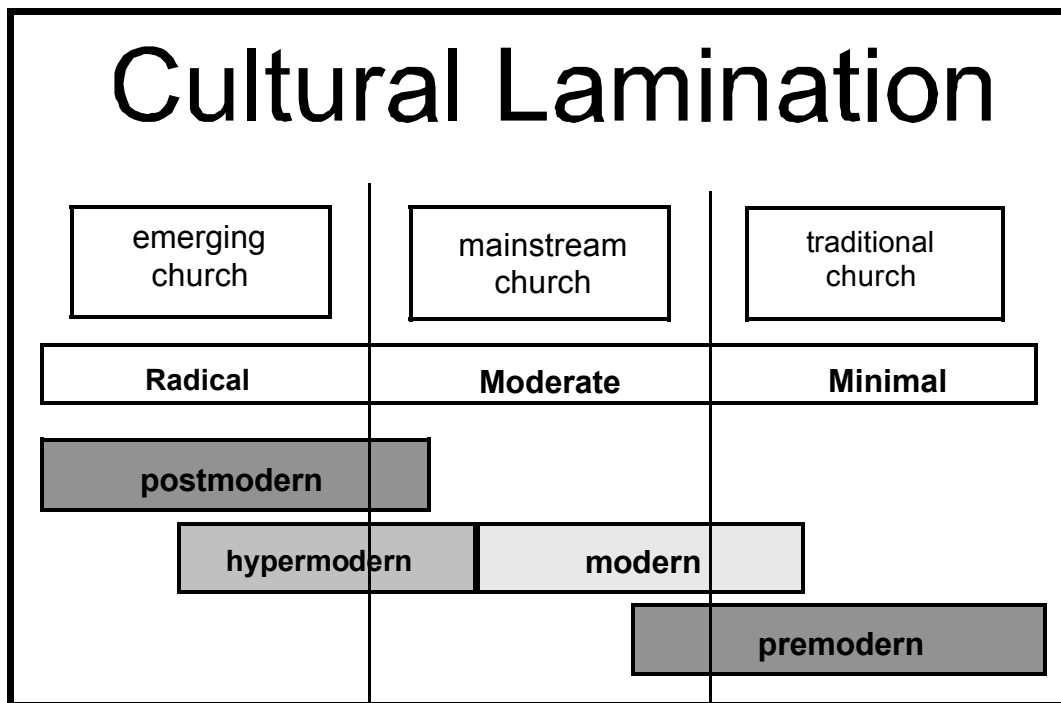 Cultural Lamination
emerging
church
mainstream
church
traditional
church
Radical
Moderate
Minimal
postmodern
hypermodern
modern
premodern